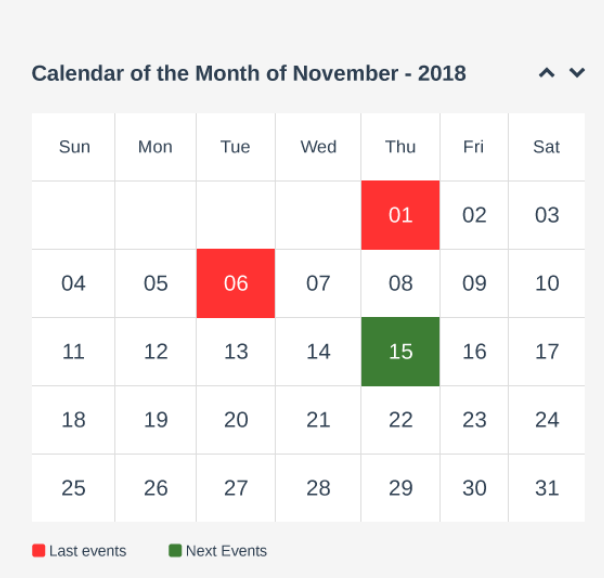 Calendar of the Month of November - 2018
Sun Mon Tue Wed Thu Fri Sat
01 02 03
04 05 06 07 08 09 10
11 12 13 14 15 16 17
18 19 20 21 22 23 24
25 26 27 28 29 30 31
Last events Next Events